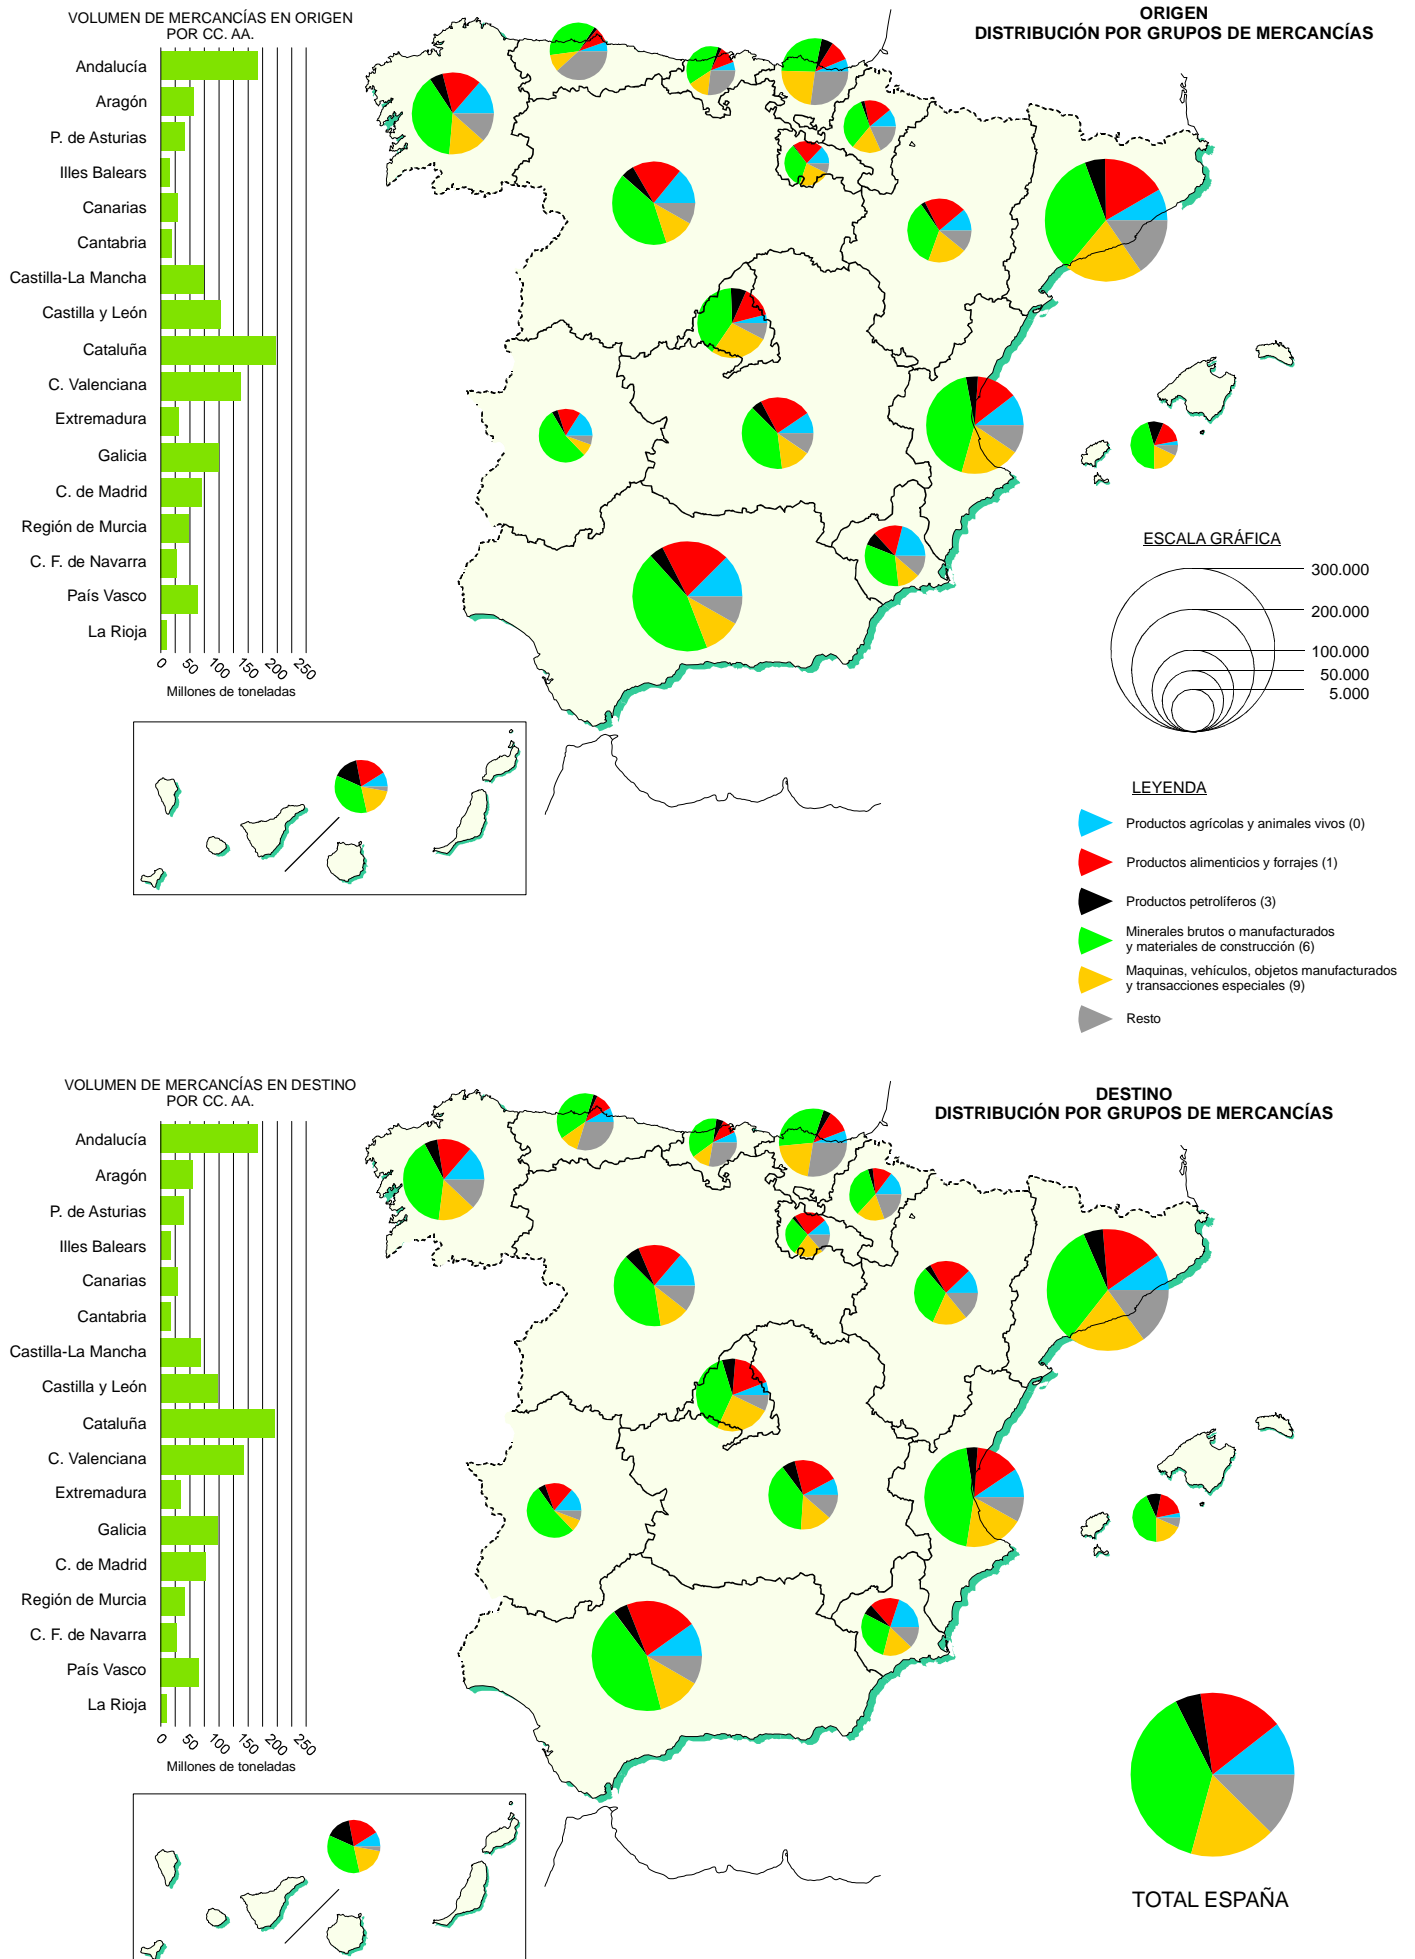 VOLUMEN DE MERCANCÍAS EN ORIGEN
POR CC. AA.
Andalucía
Aragón
P. de Asturias
Illes Balears
Canarias
Cantabria
Castilla-La Mancha
Castilla y León
Cataluña
C. Valenciana
Extremadura
Galicia
C. de Madrid
Región de Murcia
C. F. de Navarra
País Vasco
La Rioja
0 50 100 150 200 250
Millones de toneladas
ORIGEN
DISTRIBUCIÓN POR GRUPOS DE MERCANCÍAS
ESCALA GRÁFICA
300.000
200.000
100.000
50.000
5.000
LEYENDA
Productos agrícolas y animales vivos (0)
Productos alimenticios y forrajes (1)
Productos petrolíferos (3)
Minerales brutos o manufacturados
y materiales de construcción (6)
Maquinas, vehículos, objetos manufacturados
y transacciones especiales (9)
Resto
VOLUMEN DE MERCANCÍAS EN DESTINO
POR CC. AA.
Andalucía
Aragón
P. de Asturias
Illes Balears
Canarias
Cantabria
Castilla-La Mancha
Castilla y León
Cataluña
C. Valenciana
Extremadura
Galicia
C. de Madrid
Región de Murcia
C. F. de Navarra
País Vasco
La Rioja
0 50 100 150 200 250
Millones de toneladas
DESTINO
DISTRIBUCIÓN POR GRUPOS DE MERCANCÍAS
TOTAL ESPAÑA